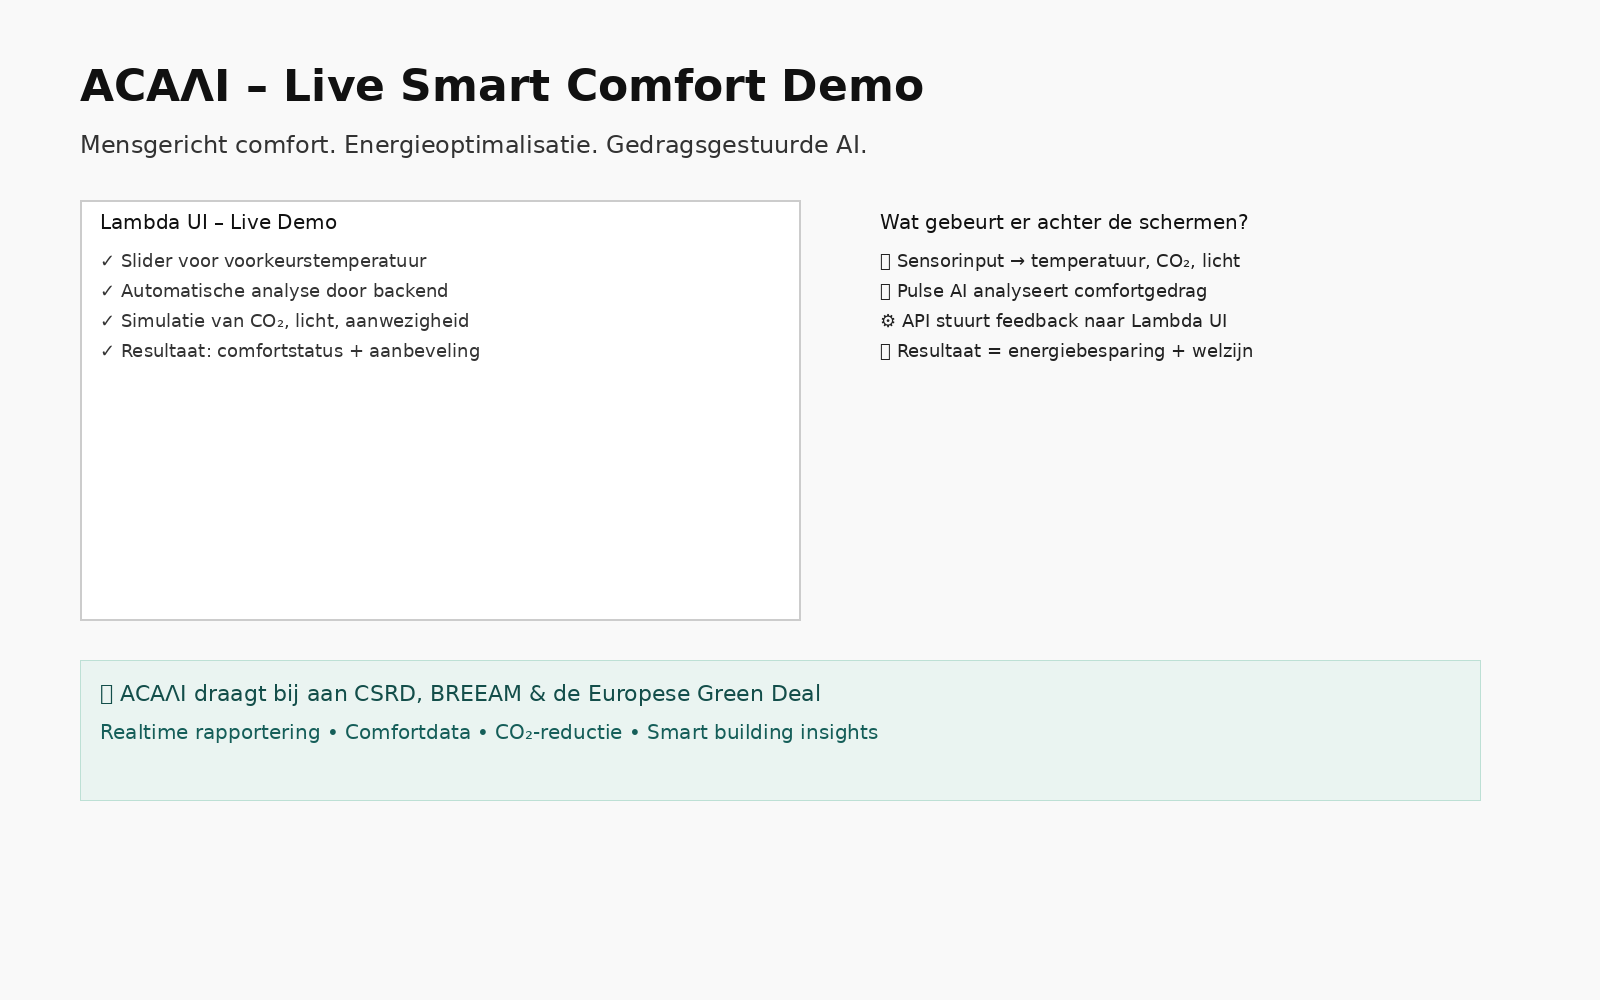 ACAΛI – Live Smart Comfort Demo
Mensgericht comfort. Energieoptimalisatie. Gedragsgestuurde AI.
Lambda UI – Live Demo
✓ Slider voor voorkeurstemperatuur
✓ Automatische analyse door backend
✓ Simulatie van CO₂, licht, aanwezigheid
✓ Resultaat: comfortstatus + aanbeveling
Wat gebeurt er achter de schermen?
Sensorinput → temperatuur, CO₂, licht
Pulse AI analyseert comfortgedrag
⚙ API stuurt feedback naar Lambda UI
Resultaat = energiebesparing + welzijn
ACAΛI draagt bij aan CSRD, BREEAM & de Europese Green Deal
Realtime rapportering • Comfortdata • CO₂-reductie • Smart building insights